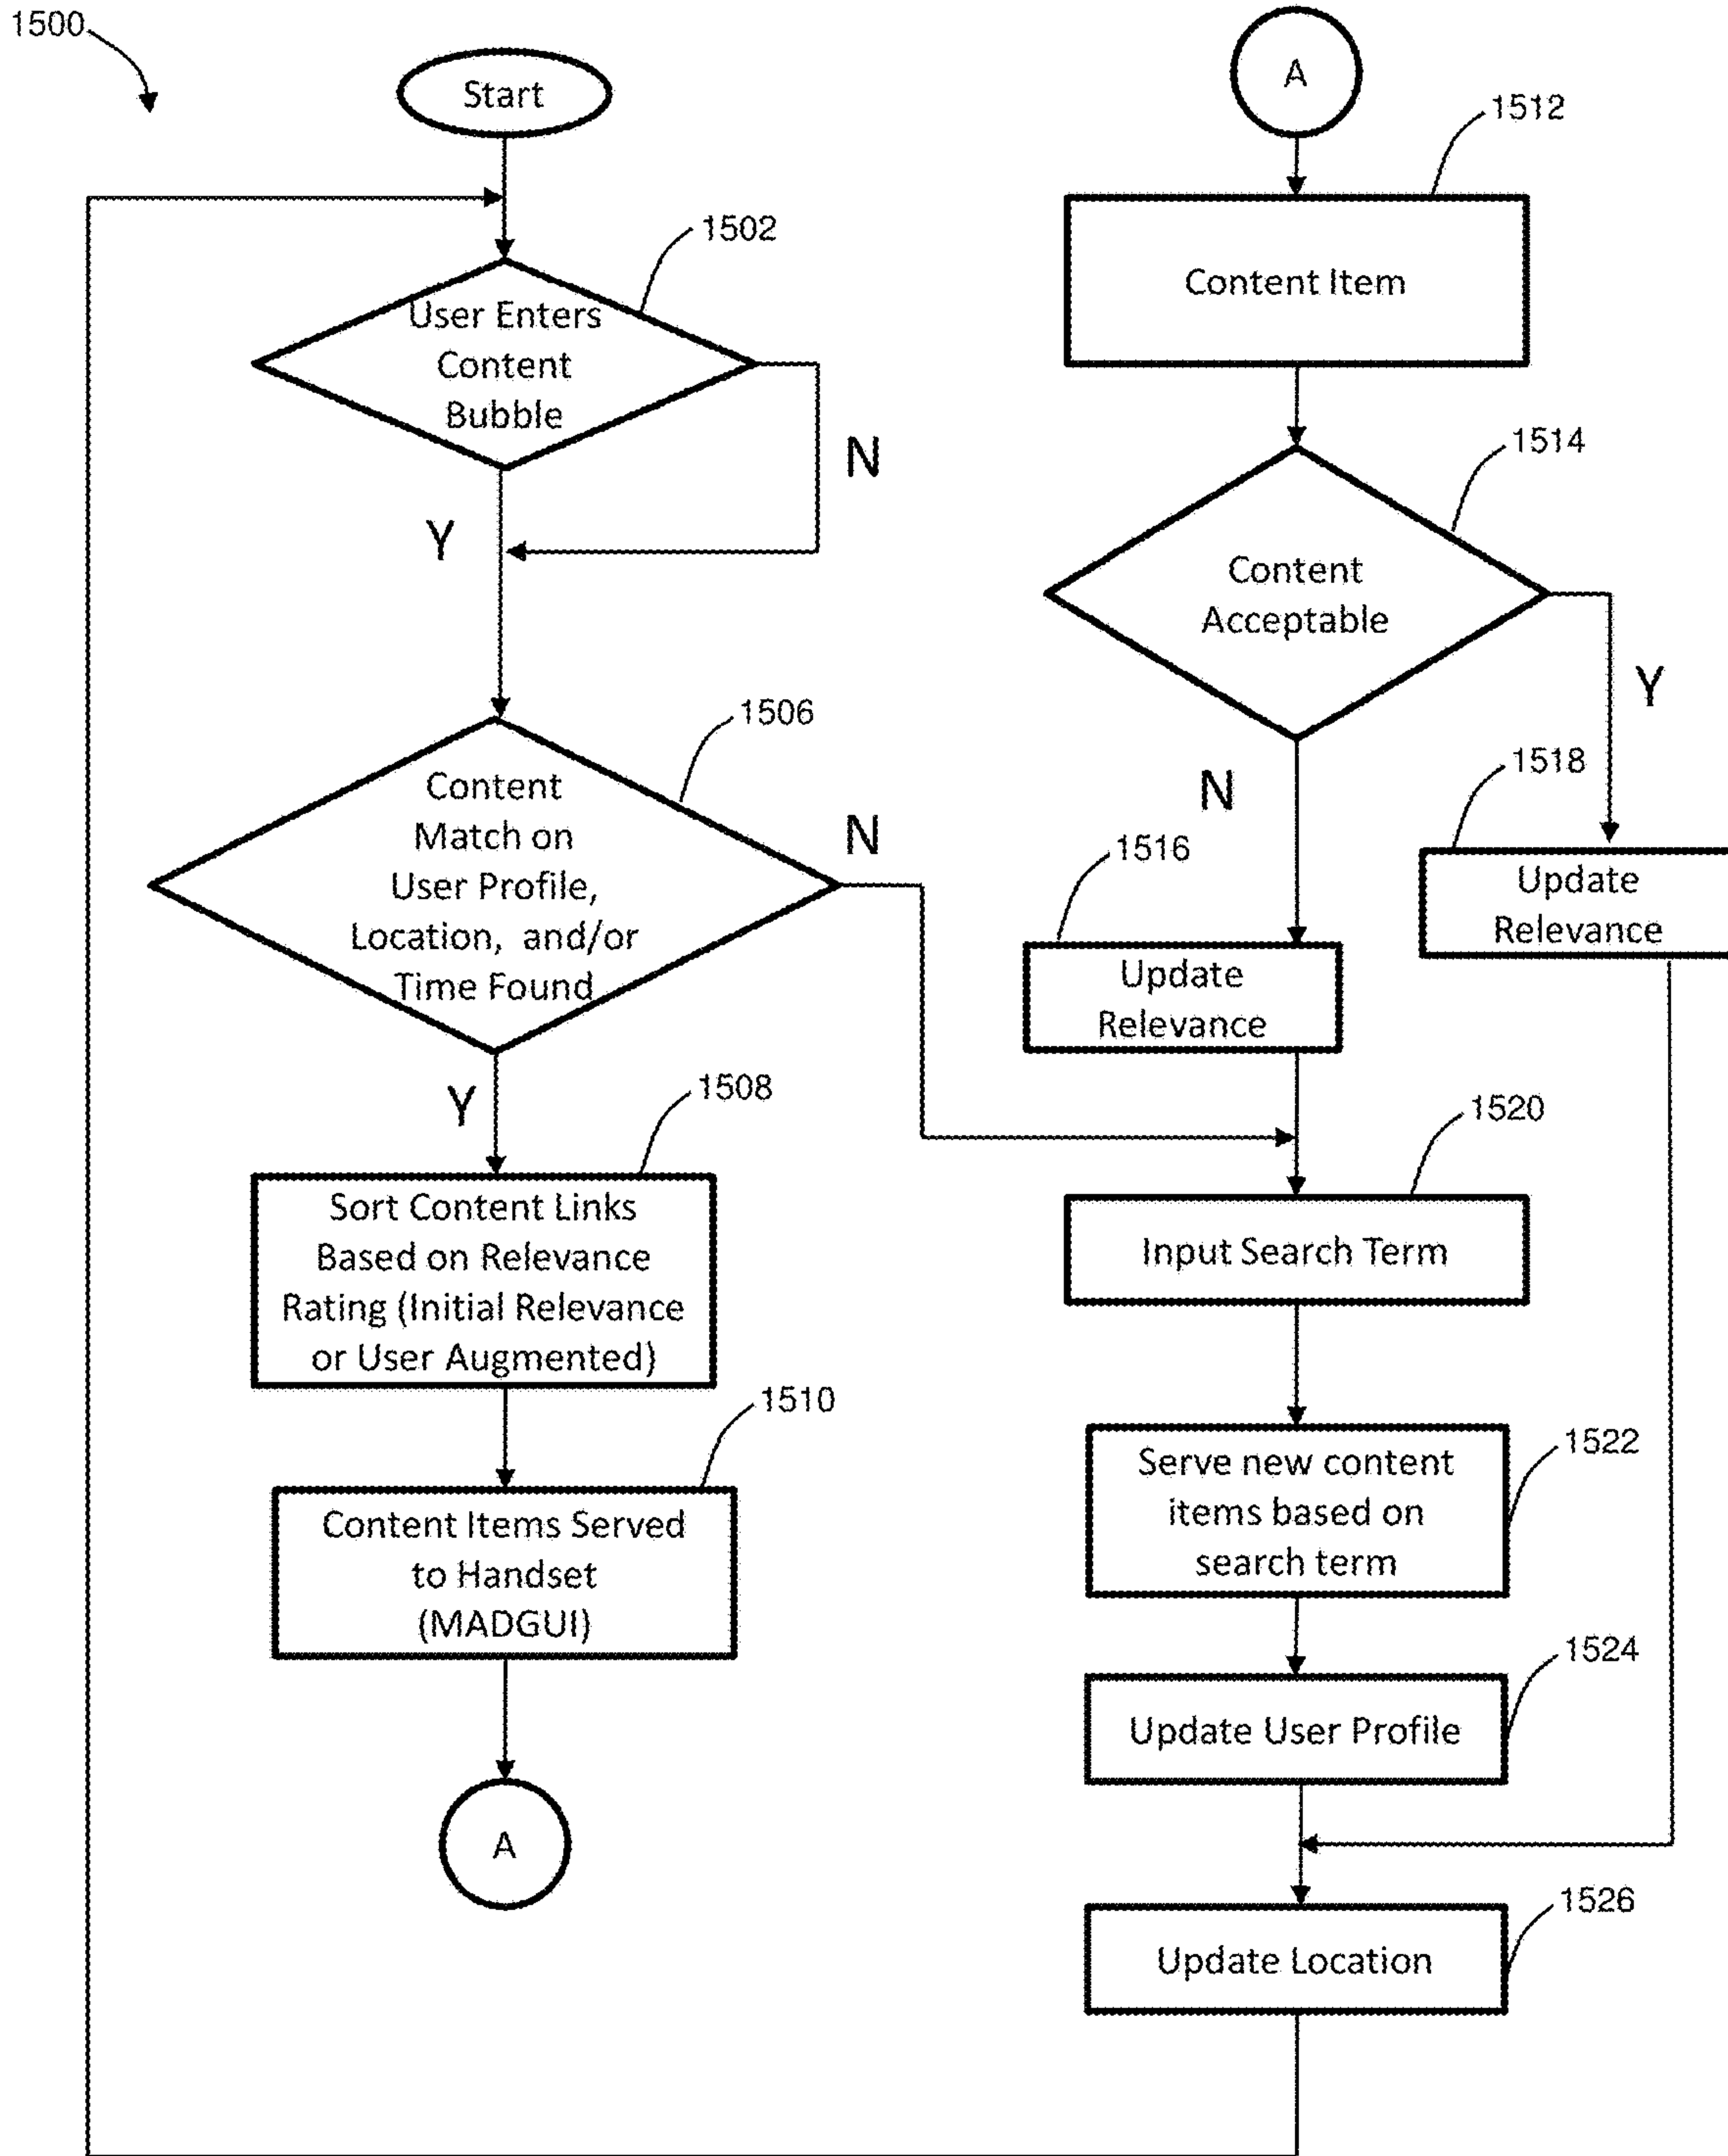 1500
Start
1502
User Enters
Content
Bubble
N
Y
1506
Content
Match on
User Profile,
Location, and/or
Time Found
N
Y
1508
Sort Content Links
Based on Relevance
Rating (Initial Relevance
or User Augmented)
1510
Content Items Served
to Handset
(MADGUI)
A
A
1512
Content Item
1514
Content
Acceptable
Y
N
1518
Update
Relevance
1516
Update
Relevance
1520
Input Search Term
1522
Serve new content
items based on
search term
1524
Update User Profile
1526
Update Location